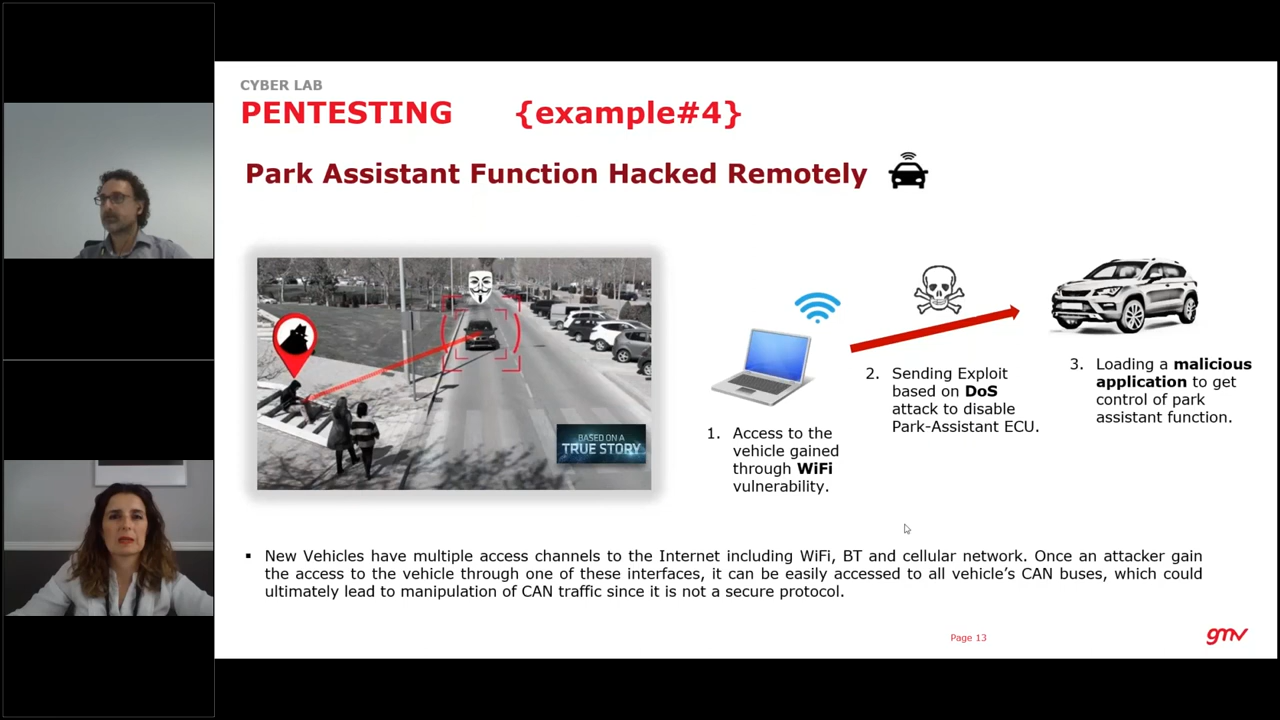 CYBER LAB
PENTESTING {example#4}
Park Assistant Function Hacked Remotely
BASED ON A
TRUE STORY
1. Access to the
vehicle gained
through WiFi
vulnerability.
2. Sending Exploit
based on DoS
attack to disable
Park-Assistant ECU.
3. Loading a malicious
application to get
control of park
assistant function.
▪ New Vehicles have multiple access channels to the Internet including WiFi, BT and cellular network. Once an attacker gain
the access to the vehicle through one of these interfaces, it can be easily accessed to all vehicle's CAN buses, which could
ultimately lead to manipulation of CAN traffic since it is not a secure protocol.
Page 13
gmv